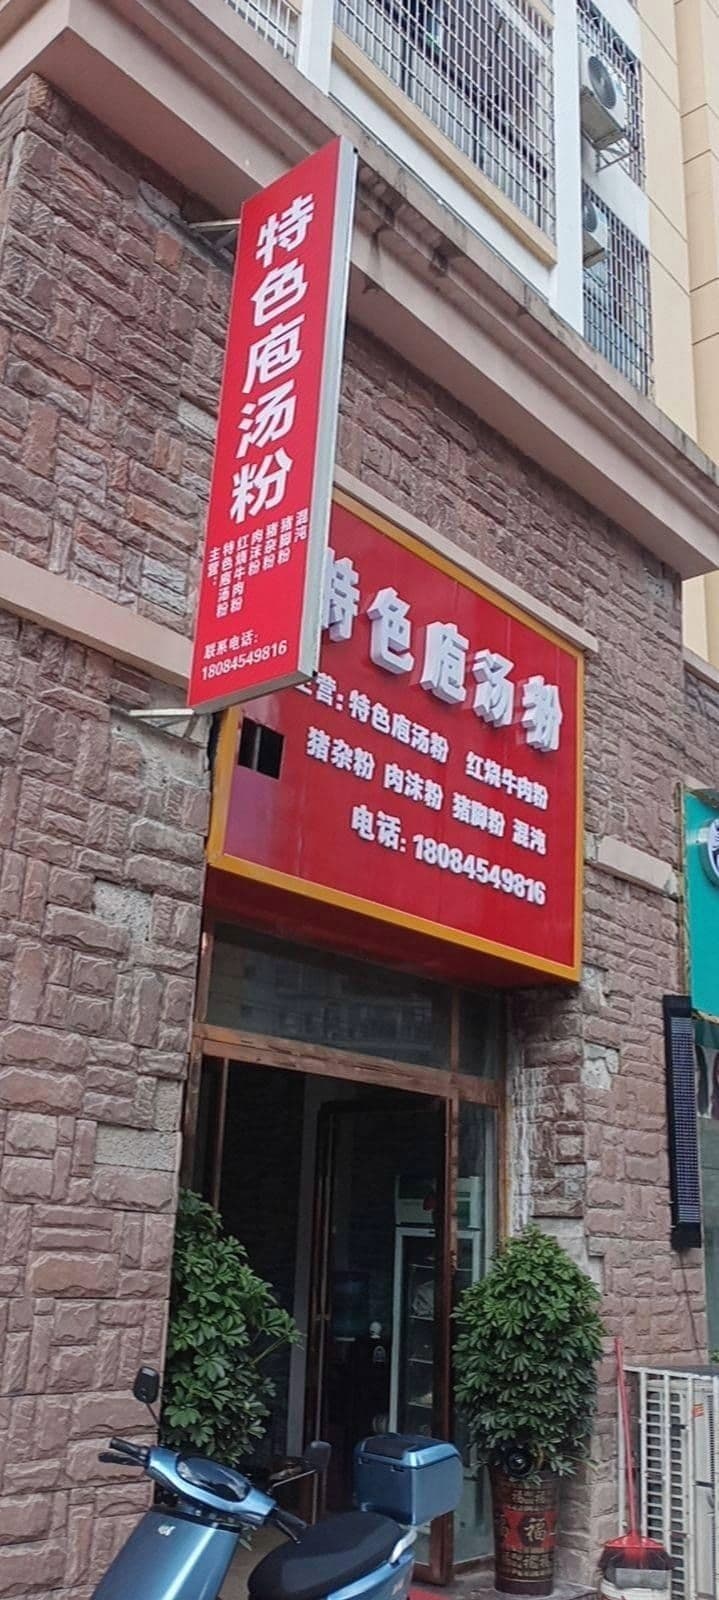 特色庖汤粉
主营:
特色庖汤粉
红烧牛肉粉
肉沫粉
猪杂粉
猪脚粉
混沌
联系电话:
18084549816
特色庖汤粉
主营: 特色庖汤粉 红烧牛肉粉
猪杂粉 肉沫粉 猪脚粉 混沌
电话: 18084549816
福